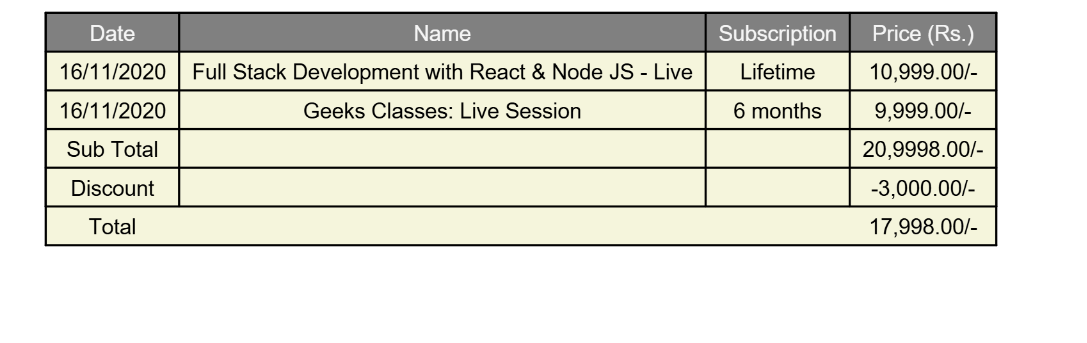 Date Name Subscription Price (Rs.)
16/11/2020 Full Stack Development with React & Node JS - Live Lifetime 10,999.00/-
16/11/2020 Geeks Classes: Live Session 6 months 9,999.00/-
Sub Total 20,9998.00/-
Discount -3,000.00/-
Total 17,998.00/-